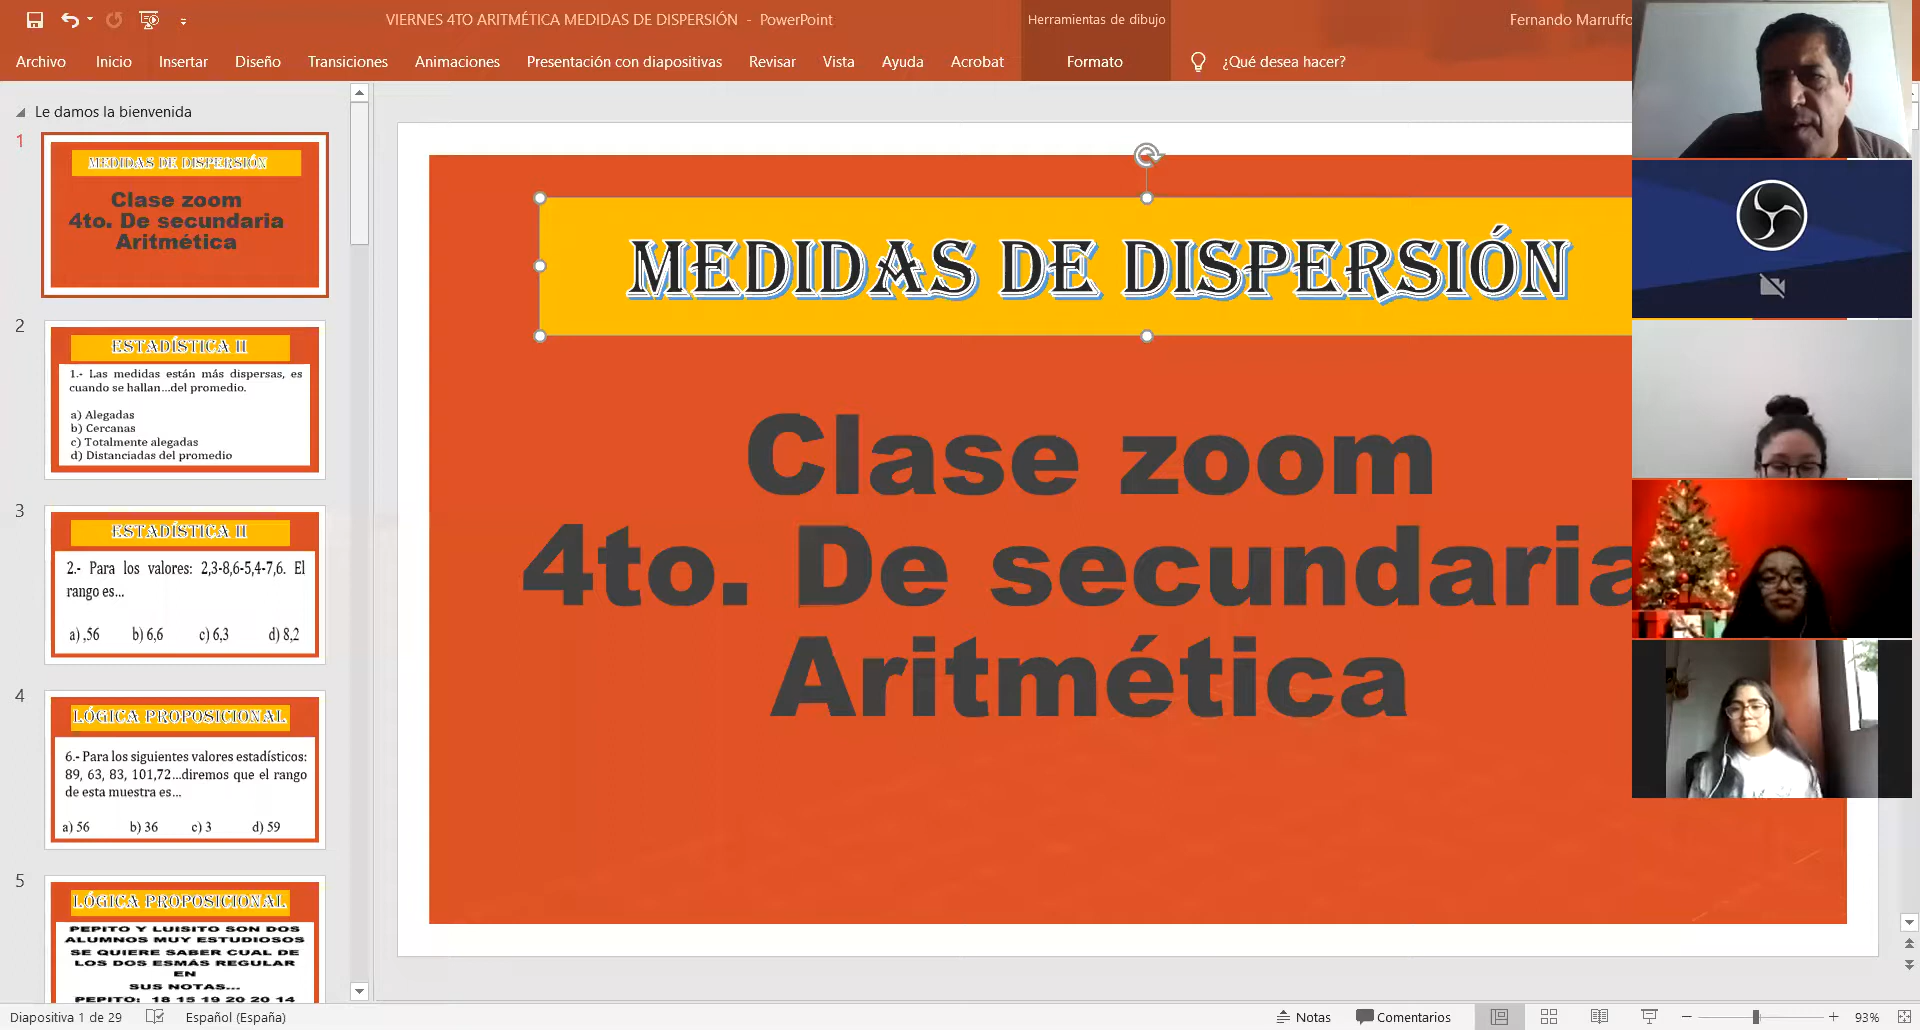 VIERNES 4TO ARITMÉTICA MEDIDAS DE DISPERSIÓN - PowerPoint
Herramientas de dibujo
Fernando Marruffo
Archivo Inicio Insertar Diseño Transiciones Animaciones Presentación con diapositivas Revisar Vista Ayuda Acrobat Formato ¿Qué desea hacer?
Le damos la bienvenida
1
MEDIDAS DE DISPERSIÓN
Clase zoom
4to. De secundaria
Aritmética
2
ESTADÍSTICA II
1.- Las medidas están más dispersas, es
cuando se hallan...del promedio.
a) Alegadas
b) Cercanas
c) Totalmente alegadas
d) Distanciadas del promedio
3
ESTADÍSTICA II
2.- Para los valores: 2,3-8,6-5,4-7,6. El
rango es...
a) ,56 b) 6,6 c) 6,3 d) 8,2
4
LÓGICA PROPOSICIONAL
6.- Para los siguientes valores estadísticos:
89, 63, 83, 101,72...diremos que el rango
de esta muestra es...
a) 56 b) 36 c) 3 d) 59
5
LÓGICA PROPOSICIONAL
PEPITO Y LUISITO SON DOS
ALUMNOS MUY ESTUDIOSOS
SE QUIERE SABER CUAL DE
LOS DOS ESMÁS REGULAR
EN
SUS NOTAS...
PEPITO: 18 15 19 20 20 14
MEDIDAS DE DISPERSIÓN
Clase zoom
4to. De secundaria
Aritmética
Diapositiva 1 de 29 Español (España) Notas Comentarios 93%